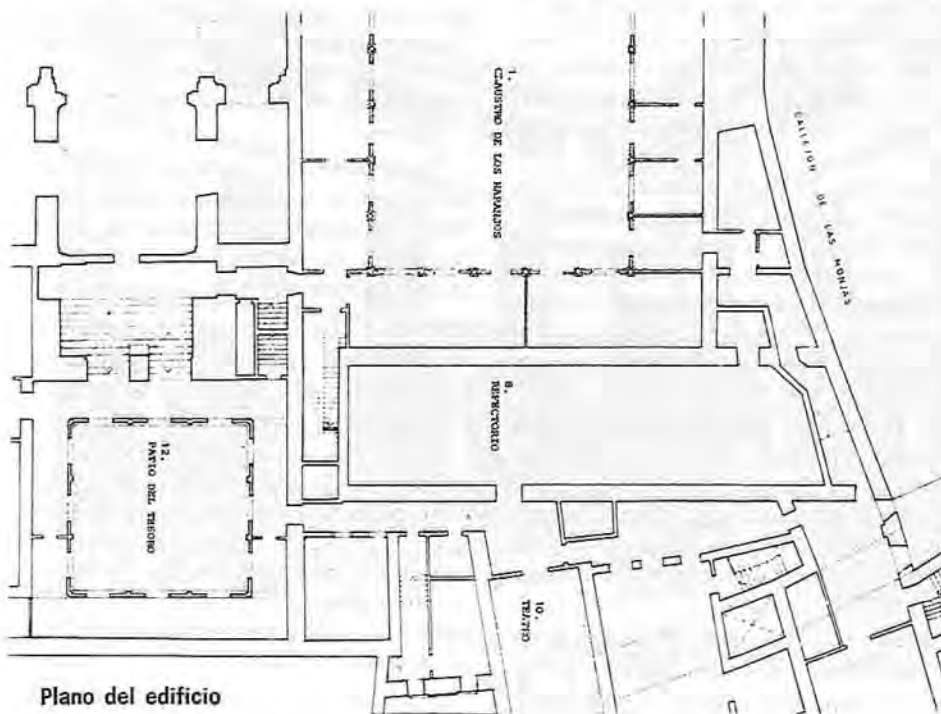 1.
CLAUSTRO DE LOS NARANJOS
CALLEJON DE LAS MONJAS
8.
REFECTORIO
12.
PATIO DEL TESORO
10.
TEATRO
Plano del edificio